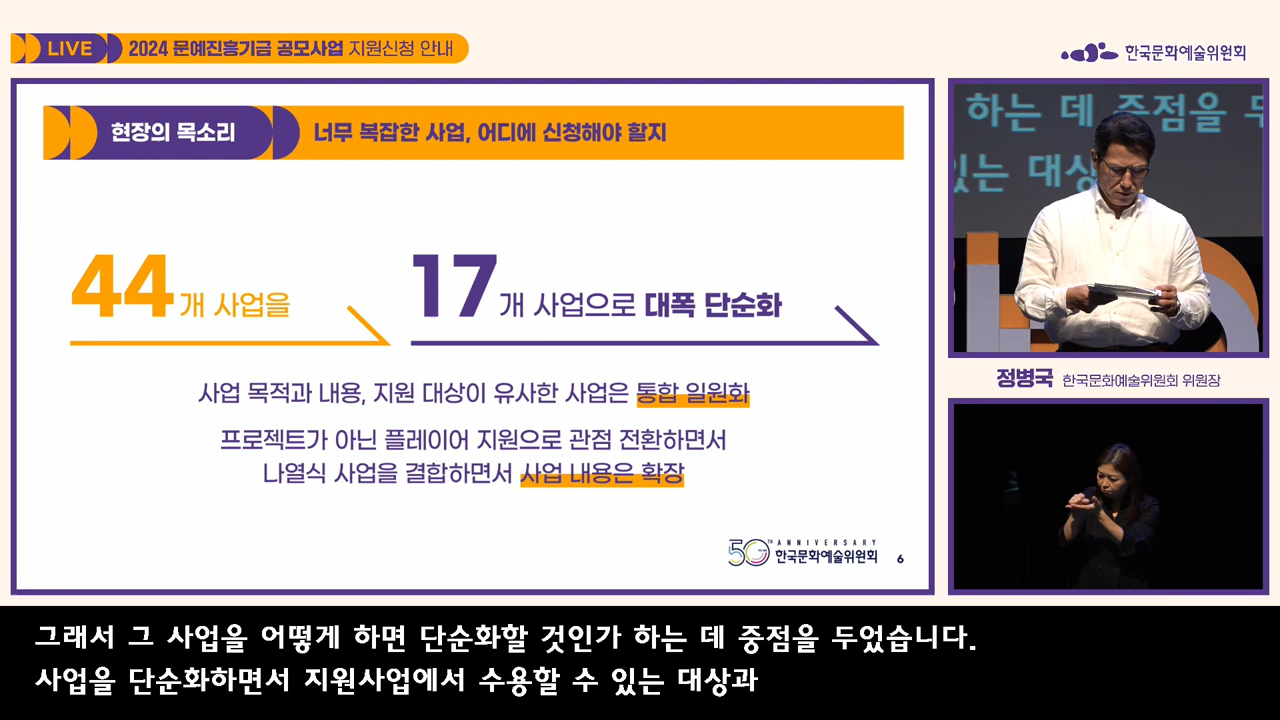 LIVE 2024 문예진흥기금 공모사업 지원신청 안내
한국문화예술위원회
현장의 목소리 너무 복잡한 사업, 어디에 신청해야 할지
44개 사업을 17개 사업으로 대폭 단순화
사업 목적과 내용, 지원 대상이 유사한 사업은 통합 일원화
프로젝트가 아닌 플레이어 지원으로 관점 전환하면서
나열식 사업을 결합하면서 사업 내용은 확장
50TH ANNIVERSARY
한국문화예술위원회 6
하는 데 중점을 두
있는 대상
정병국 한국문화예술위원회 위원장
그래서 그 사업을 어떻게 하면 단순화할 것인가 하는 데 중점을 두었습니다.
사업을 단순화하면서 지원사업에서 수용할 수 있는 대상과